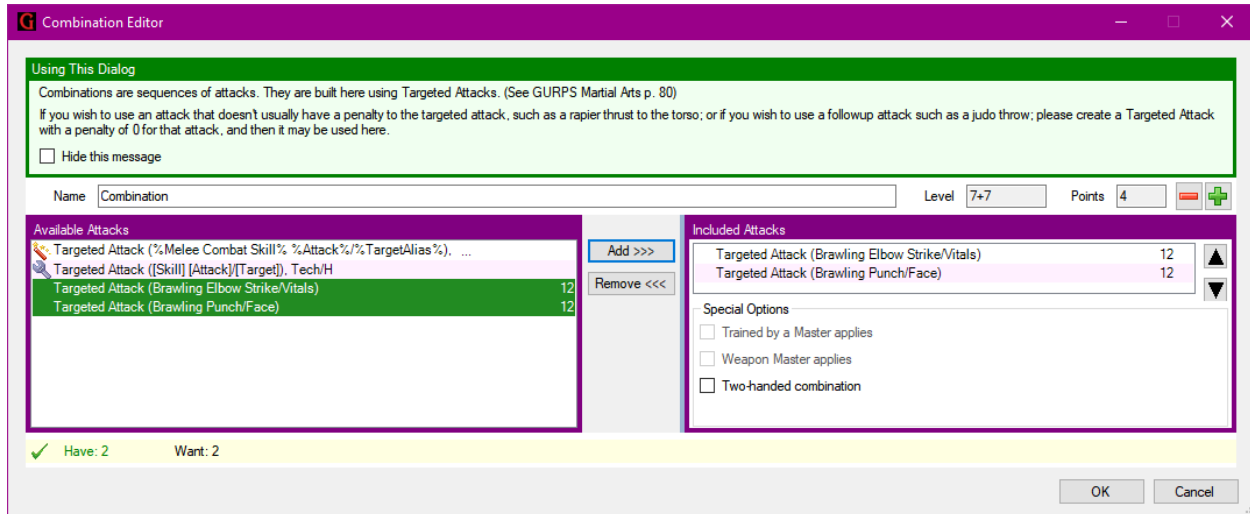 G Combination Editor
Using This Dialog
Combinations are sequences of attacks. They are built here using Targeted Attacks. (See GURPS Martial Arts p. 80)
If you wish to use an attack that doesn't usually have a penalty to the targeted attack, such as a rapier thrust to the torso; or if you wish to use a followup attack such as a judo throw; please create a Targeted Attack
with a penalty of 0 for that attack, and then it may be used here.
Hide this message
Name Combination Level 7+7 Points 4
Available Attacks
Targeted Attack (%Melee Combat Skill% %Attack%/%TargetAlias%), ...
Targeted Attack ([Skill] [Attack]/[Target]), Tech/H
Targeted Attack (Brawling Elbow Strike/Vitals) 12
Targeted Attack (Brawling Punch/Face) 12
Add >>>
Remove <<<
Included Attacks
Targeted Attack (Brawling Elbow Strike/Vitals) 12
Targeted Attack (Brawling Punch/Face) 12
Special Options
Trained by a Master applies
Weapon Master applies
Two-handed combination
Have: 2 Want: 2
OK Cancel